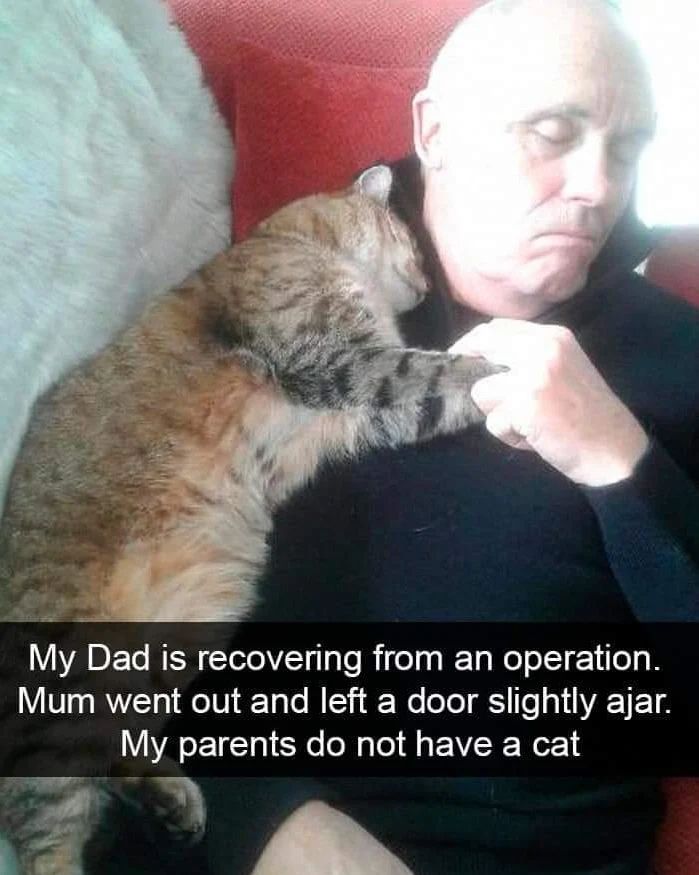 My Dad is recovering from an operation.
Mum went out and left a door slightly ajar.
My parents do not have a cat